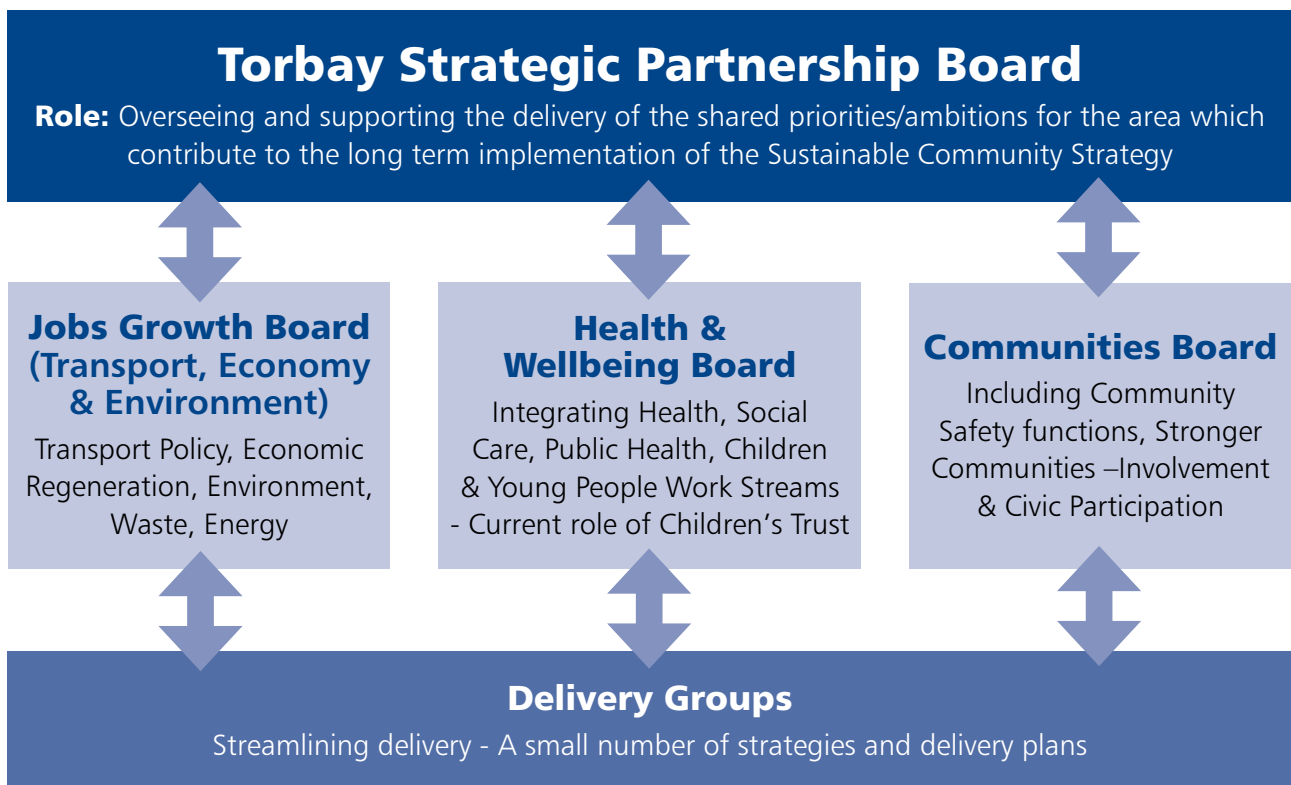 Torbay Strategic Partnership Board
Role: Overseeing and supporting the delivery of the shared priorities/ambitions for the area which
contribute to the long term implementation of the Sustainable Community Strategy
Jobs Growth Board
(Transport, Economy
& Environment)
Transport Policy, Economic
Regeneration, Environment,
Waste, Energy
Health &
Wellbeing Board
Integrating Health, Social
Care, Public Health, Children
& Young People Work Streams
- Current role of Children’s Trust
Communities Board
Including Community
Safety functions, Stronger
Communities –Involvement
& Civic Participation
Delivery Groups
Streamlining delivery - A small number of strategies and delivery plans